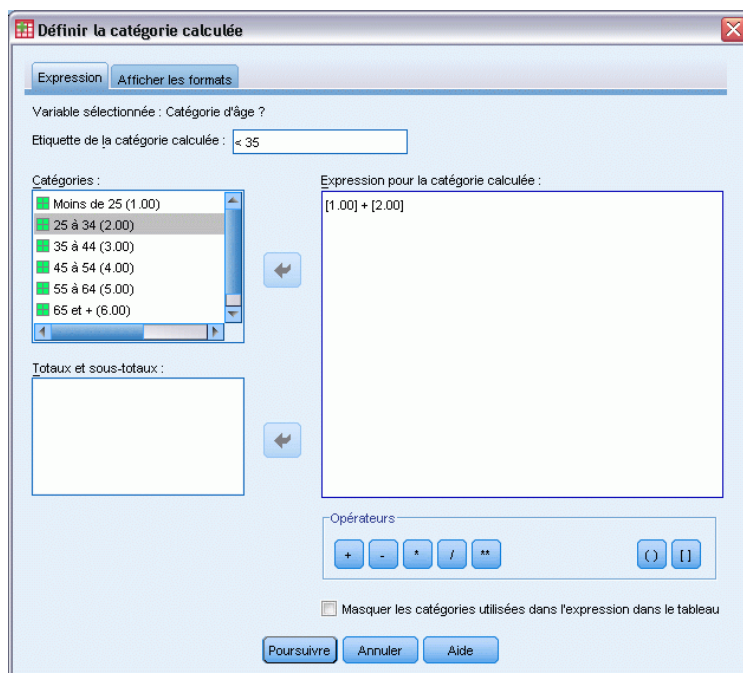 Définir la catégorie calculée
Expression
Afficher les formats
Variable sélectionnée : Catégorie d'âge ?
Etiquette de la catégorie calculée :
< 35
Catégories :
Moins de 25 (1.00)
25 à 34 (2.00)
35 à 44 (3.00)
45 à 54 (4.00)
55 à 64 (5.00)
65 et + (6.00)
Expression pour la catégorie calculée :
[1.00] + [2.00]
Totaux et sous-totaux :
Opérateurs
+ - * / ** ( ) [ ]
Masquer les catégories utilisées dans l'expression dans le tableau
Poursuivre Annuler Aide